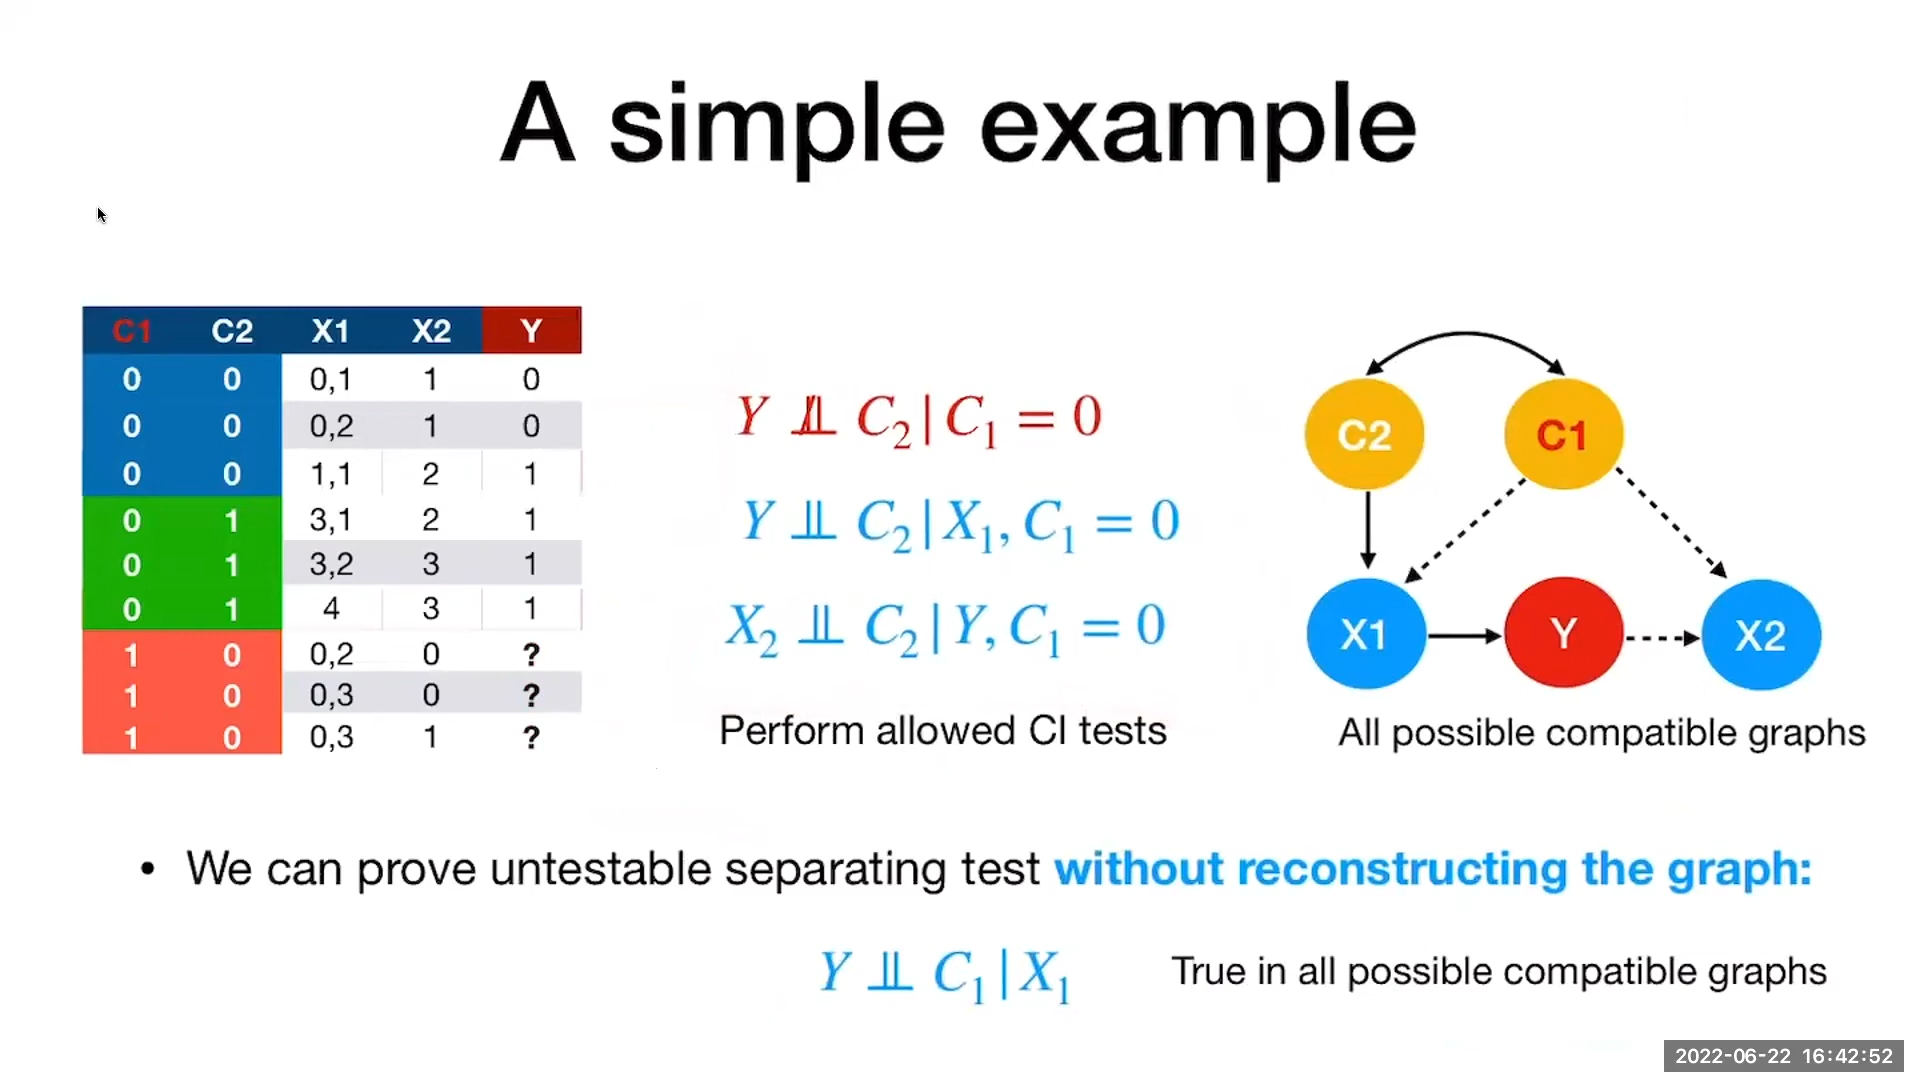 A simple example
C1 C2 X1 X2 Y
0 0 0,1 1 0
0 0 0,2 1 0
0 0 1,1 2 1
0 1 3,1 2 1
0 1 3,2 3 1
0 1 4 3 1
1 0 0,2 0 ?
1 0 0,3 0 ?
1 0 0,3 1 ?
Y ⫫̸ C₂ | C₁ = 0
Y ⫫ C₂ | X₁, C₁ = 0
X₂ ⫫ C₂ | Y, C₁ = 0
Perform allowed CI tests
C2 C1
X1 Y X2
All possible compatible graphs
• We can prove untestable separating test without reconstructing the graph:
Y ⫫ C₁ | X₁ True in all possible compatible graphs
2022-06-22 16:42:52